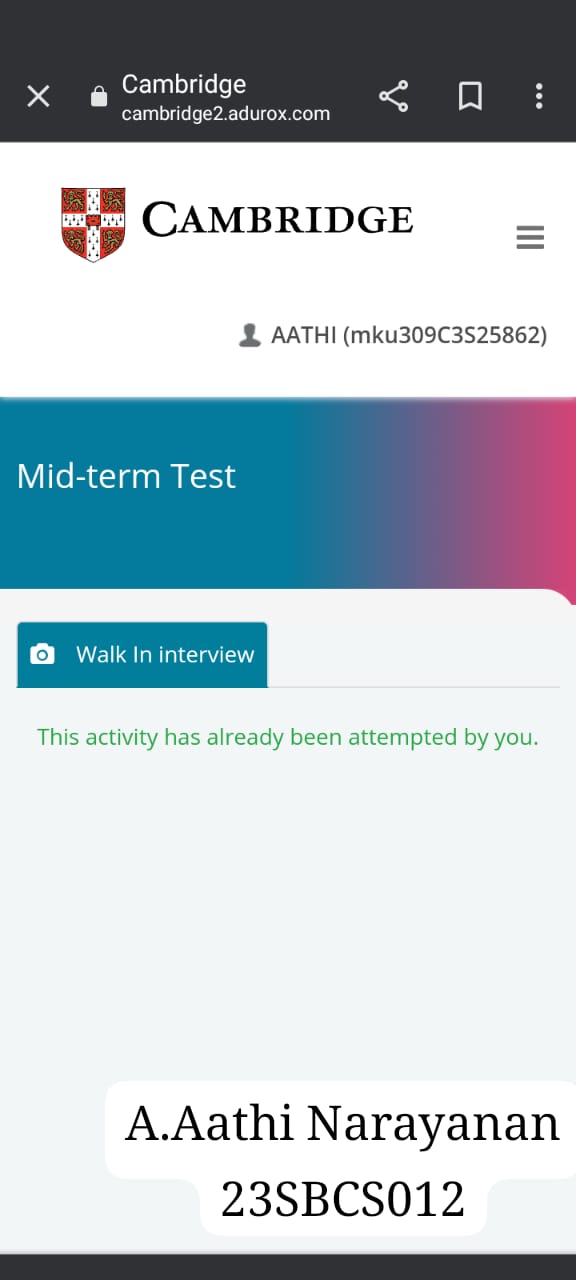 Cambridge
cambridge2.adurox.com
CAMBRIDGE
AATHI (mku309C3S25862)
Mid-term Test
Walk In interview
This activity has already been attempted by you.
A.Aathi Narayanan
23SBCS012